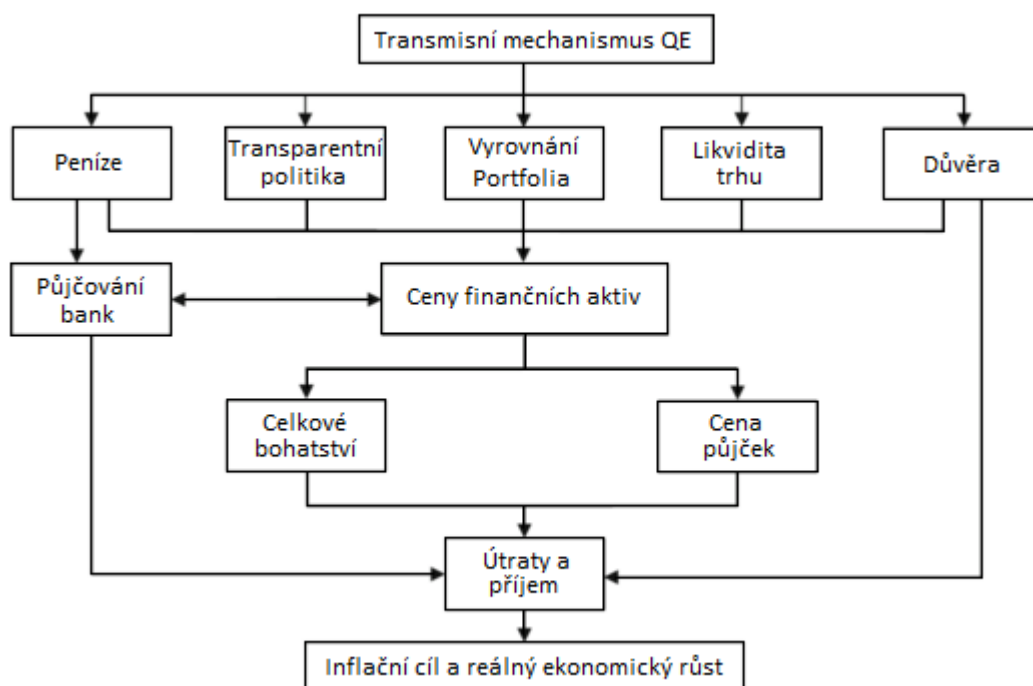 Transmisní mechanismus QE
Peníze
Transparentní
politika
Vyrovnání
Portfolia
Likvidita
trhu
Důvěra
Půjčování
bank
Ceny finančních aktiv
Celkové
bohatství
Cena
půjček
Útraty a
příjem
Inflační cíl a reálný ekonomický růst